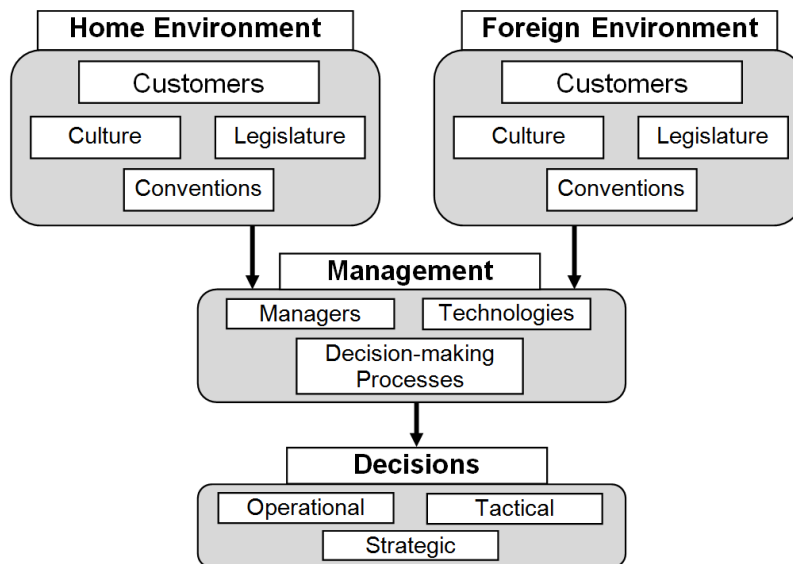 Home Environment
Customers
Culture
Legislature
Conventions
Foreign Environment
Customers
Culture
Legislature
Conventions
Management
Managers
Technologies
Decision-making
Processes
Decisions
Operational
Tactical
Strategic